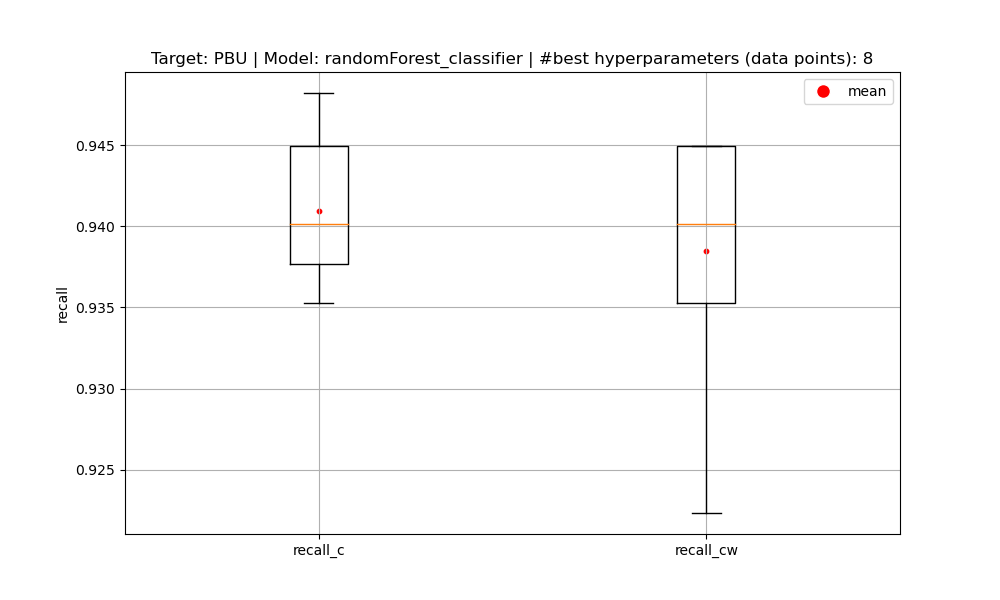 Target: PBU | Model: randomForest_classifier | #best hyperparameters (data points): 8
mean
0.945
0.940
0.935
0.930
0.925
recall
recall_c
recall_cw